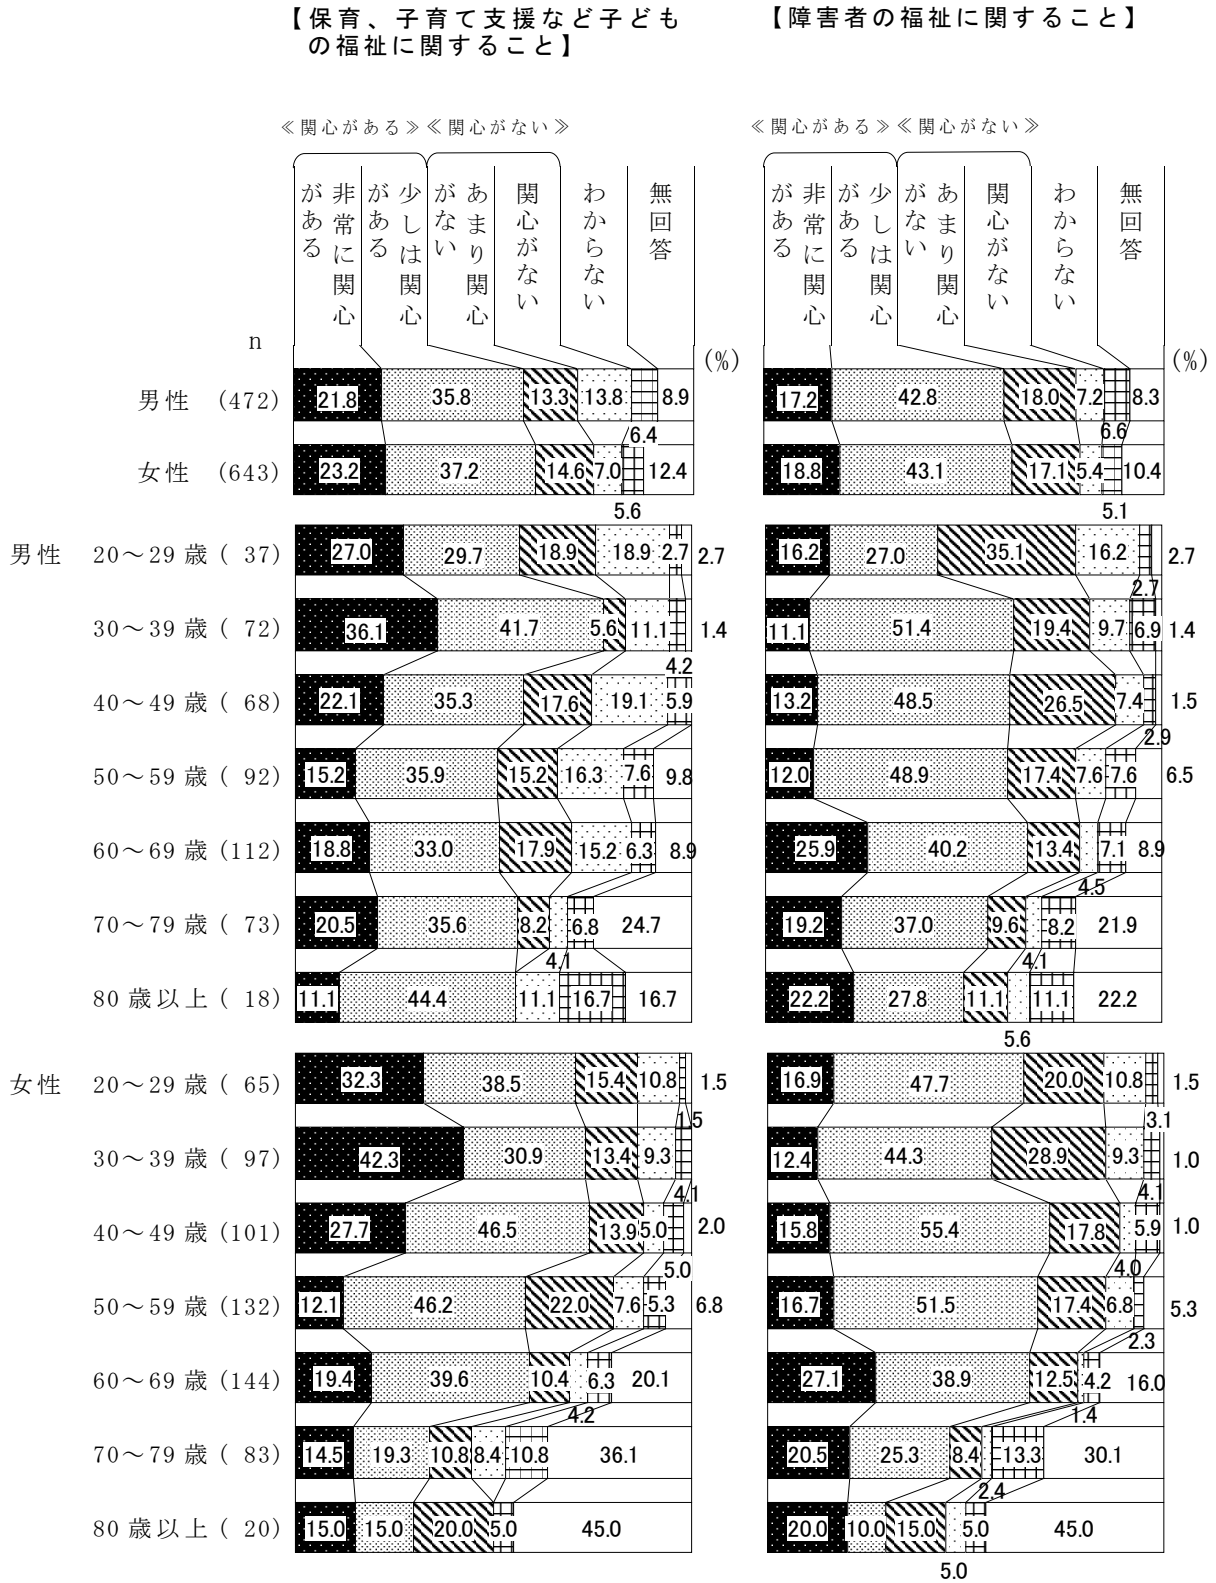 【保育、子育て支援など子ども
の福祉に関すること】
【障害者の福祉に関すること】
≪関心がある≫≪関心がない≫
≪関心がある≫≪関心がない≫
非常に関心がある
少しは関心がある
あまり関心がない
関心がない
わからない
無回答
非常に関心がある
少しは関心がある
あまり関心がない
関心がない
わからない
無回答
n
(%)
(%)
男性 (472) 21.8 35.8 13.3 13.8 6.4 8.9 17.2 42.8 18.0 7.2 6.6 8.3
女性 (643) 23.2 37.2 14.6 7.0 5.6 12.4 18.8 43.1 17.1 5.4 5.1 10.4
男性 20～29歳( 37) 27.0 29.7 18.9 18.9 2.7 2.7 16.2 27.0 35.1 16.2 2.7 2.7
30～39歳( 72) 36.1 41.7 5.6 11.1 4.2 1.4 11.1 51.4 19.4 9.7 6.9 1.4
40～49歳( 68) 22.1 35.3 17.6 19.1 5.9 13.2 48.5 26.5 7.4 2.9 1.5
50～59歳( 92) 15.2 35.9 15.2 16.3 7.6 9.8 12.0 48.9 17.4 7.6 7.6 6.5
60～69歳(112) 18.8 33.0 17.9 15.2 6.3 8.9 25.9 40.2 13.4 4.5 7.1 8.9
70～79歳( 73) 20.5 35.6 8.2 4.1 6.8 24.7 19.2 37.0 9.6 4.1 8.2 21.9
80歳以上( 18) 11.1 44.4 11.1 16.7 16.7 22.2 27.8 11.1 5.6 11.1 22.2
女性 20～29歳( 65) 32.3 38.5 15.4 10.8 1.5 1.5 16.9 47.7 20.0 10.8 3.1 1.5
30～39歳( 97) 42.3 30.9 13.4 9.3 4.1 12.4 44.3 28.9 9.3 4.1 1.0
40～49歳(101) 27.7 46.5 13.9 5.0 5.0 2.0 15.8 55.4 17.8 4.0 5.9 1.0
50～59歳(132) 12.1 46.2 22.0 7.6 5.3 6.8 16.7 51.5 17.4 6.8 2.3 5.3
60～69歳(144) 19.4 39.6 10.4 4.2 6.3 20.1 27.1 38.9 12.5 1.4 4.2 16.0
70～79歳( 83) 14.5 19.3 10.8 8.4 10.8 36.1 20.5 25.3 8.4 2.4 13.3 30.1
80歳以上( 20) 15.0 15.0 20.0 5.0 45.0 20.0 10.0 15.0 5.0 5.0 45.0